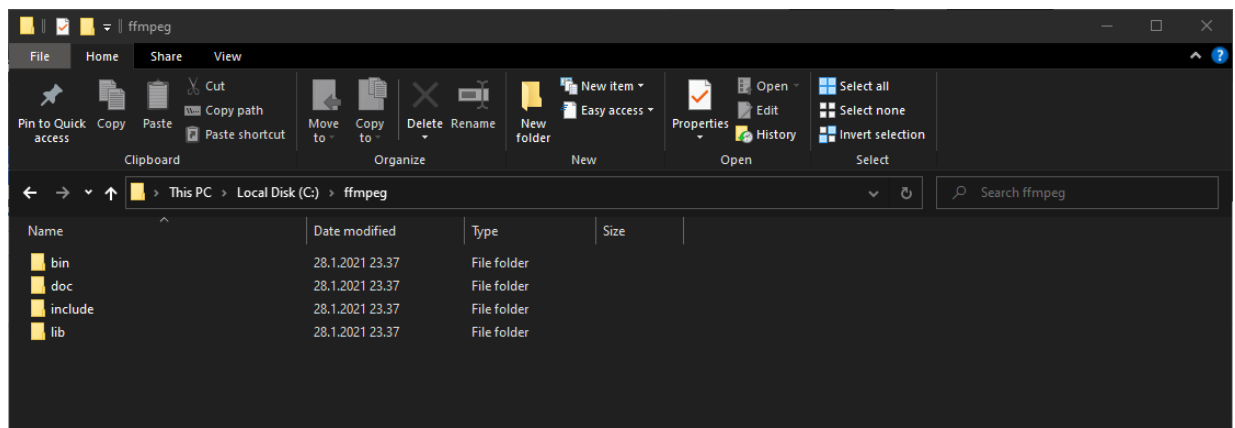 ffmpeg
File Home Share View
Pin to Quick access
Copy
Paste
Cut
Copy path
Paste shortcut
Clipboard
Move to
Copy to
Delete
Rename
Organize
New folder
New item
Easy access
New
Properties
Open
Edit
History
Open
Select all
Select none
Invert selection
Select
This PC > Local Disk (C:) > ffmpeg
Search ffmpeg
Name Date modified Type Size
bin 28.1.2021 23.37 File folder
doc 28.1.2021 23.37 File folder
include 28.1.2021 23.37 File folder
lib 28.1.2021 23.37 File folder